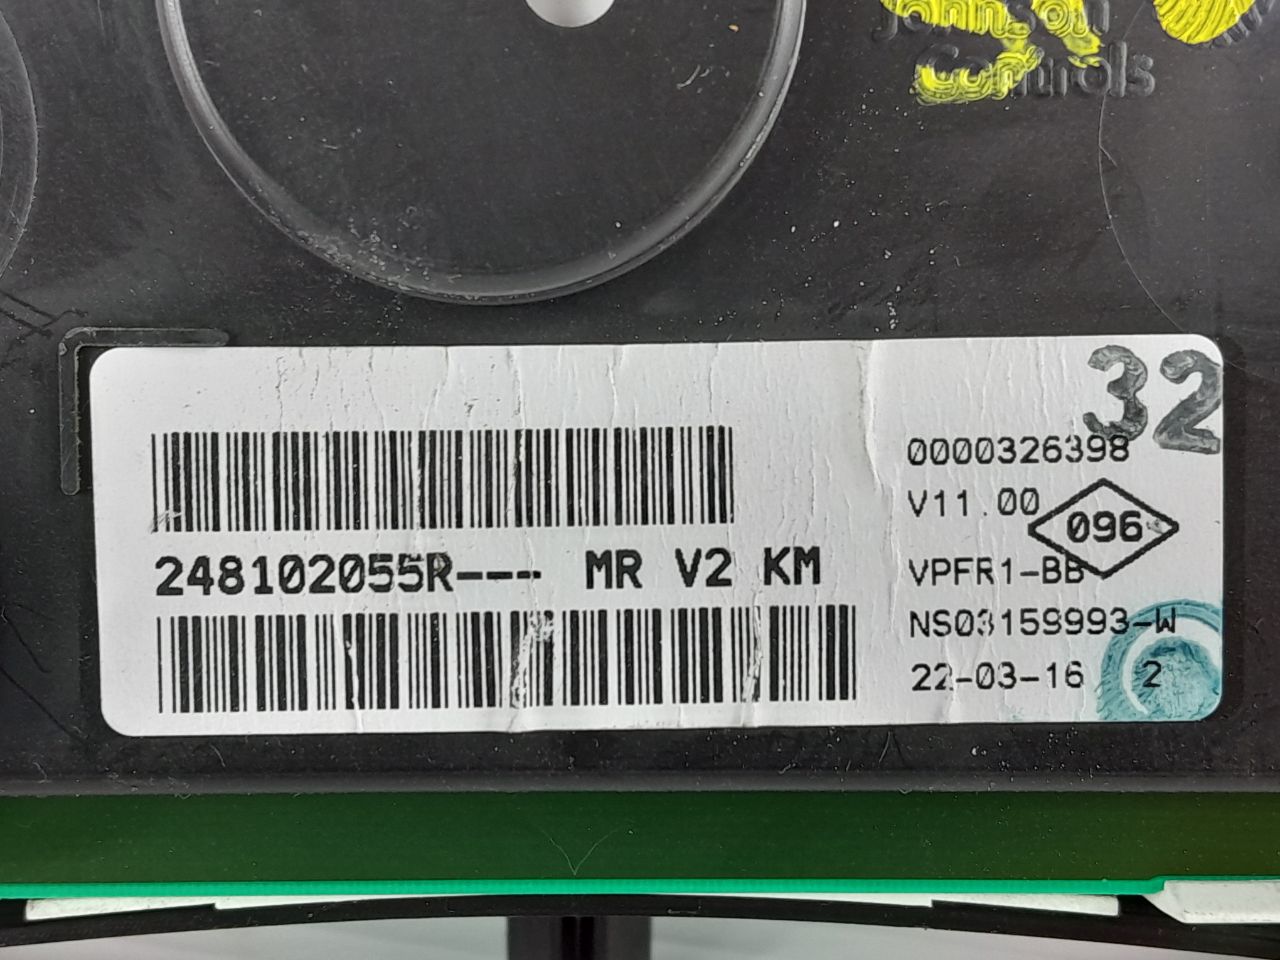 Johnson
Controls
32
0000326398
V11.00
096
248102055R--- MR V2 KM
VPFR1-BB
NS03159993-W
22-03-16 2